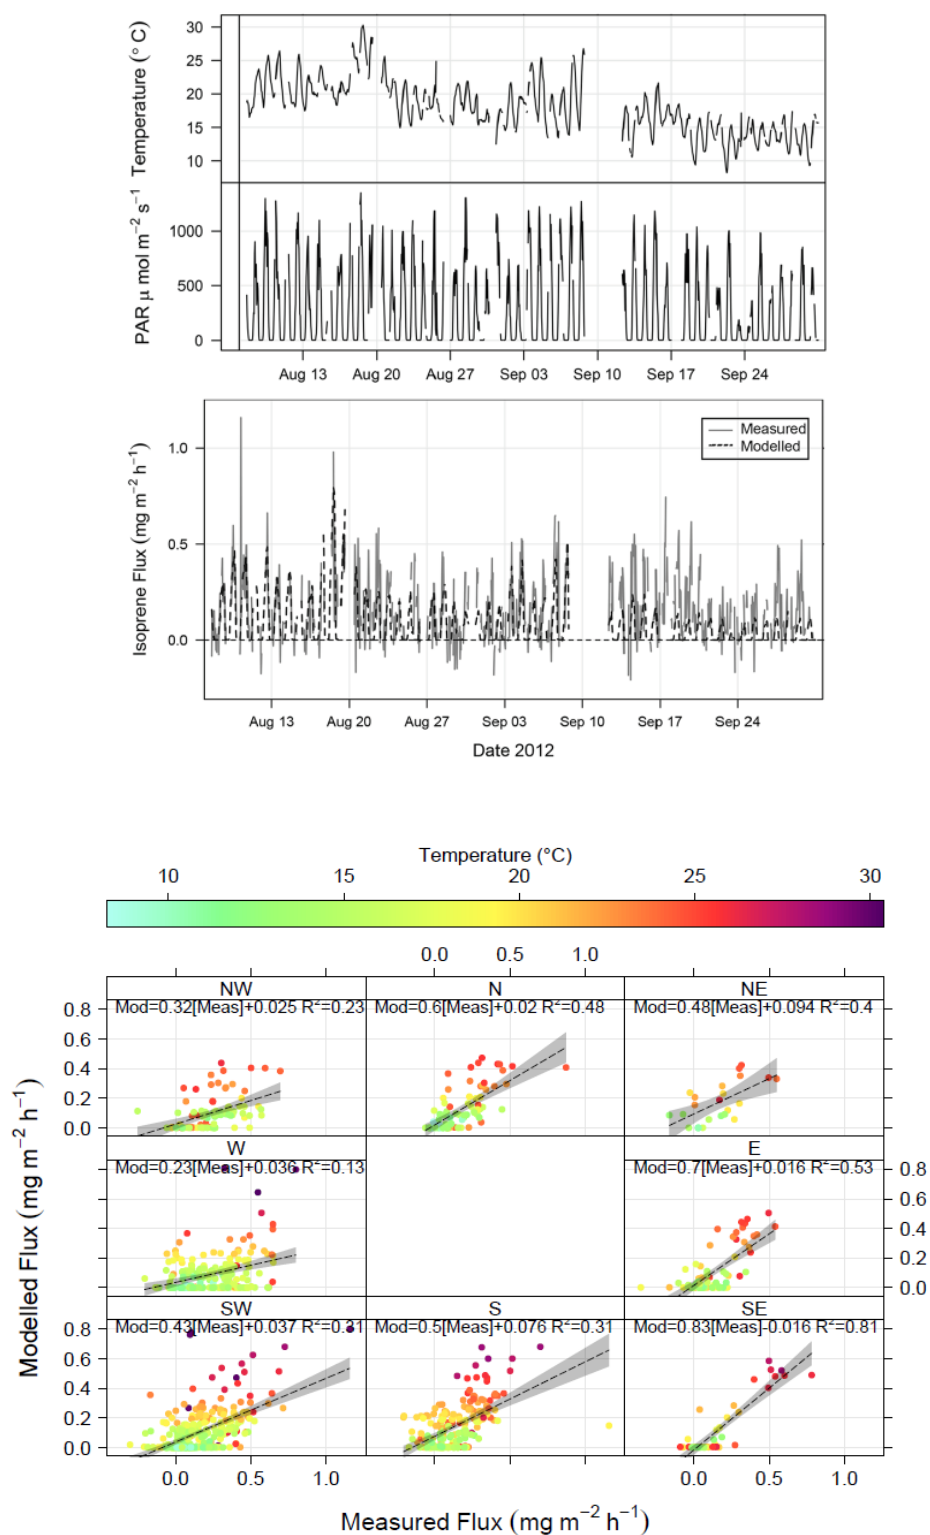 Temperature (° C)
30
25
20
15
10
PAR μ mol m−2 s−1
1000
500
0
Aug 13 Aug 20 Aug 27 Sep 03 Sep 10 Sep 17 Sep 24
Isoprene Flux (mg m−2 h−1)
1.0
0.5
0.0
Measured
Modelled
Aug 13 Aug 20 Aug 27 Sep 03 Sep 10 Sep 17 Sep 24
Date 2012
Temperature (°C)
10 15 20 25 30
0.0 0.5 1.0
Modelled Flux (mg m−2 h−1)
NW N NE
Mod=0.32[Meas]+0.025 R2=0.23 Mod=0.6[Meas]+0.02 R2=0.48 Mod=0.48[Meas]+0.094 R2=0.4
0.8
0.6
0.4
0.2
0.0
W E
Mod=0.23[Meas]+0.036 R2=0.13 Mod=0.7[Meas]+0.016 R2=0.53
0.8
0.6
0.4
0.2
0.0
SW S SE
Mod=0.43[Meas]+0.037 R2=0.31 Mod=0.5[Meas]+0.076 R2=0.31 Mod=0.83[Meas]-0.016 R2=0.81
0.8
0.6
0.4
0.2
0.0
0.0 0.5 1.0 0.0 0.5 1.0
Measured Flux (mg m−2 h−1)